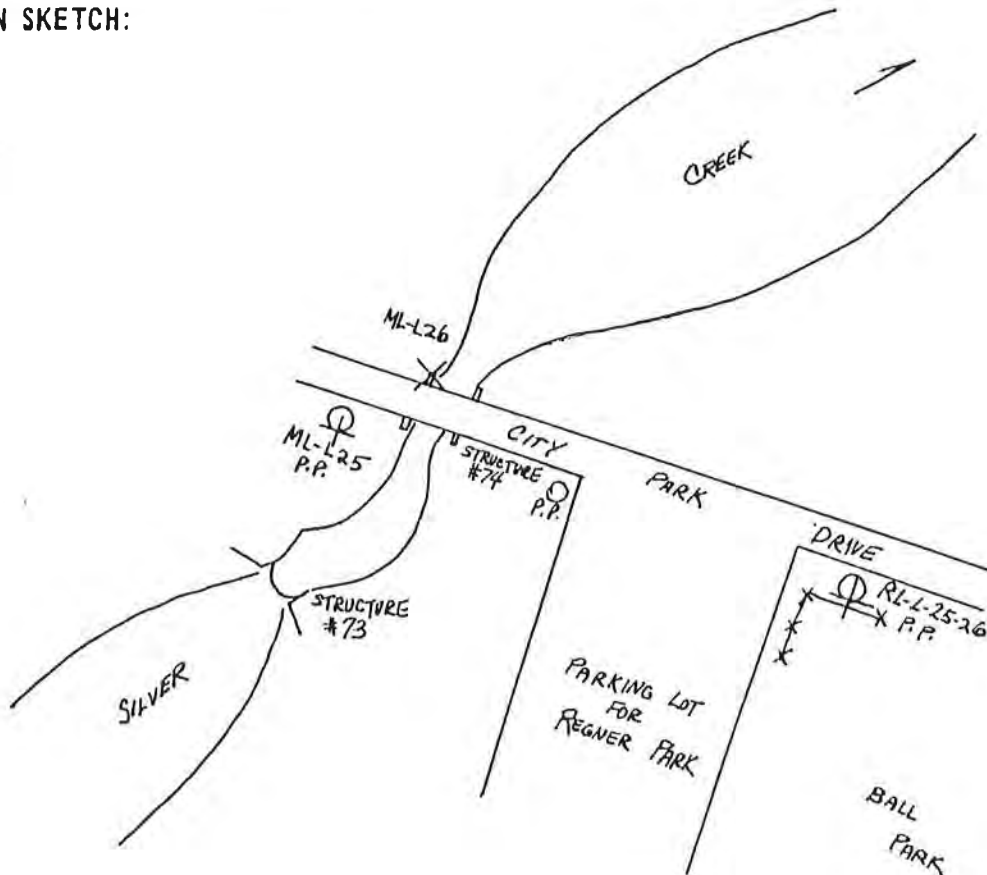 N SKETCH:
CREEK
ML-L26
ML-L25
P.P.
CITY
PARK
DRIVE
STRUCTURE
#74
P.P.
RL-L-25-26
P.P.
STRUCTURE
#73
SILVER
PARKING LOT
FOR
REGNER PARK
BALL
PARK